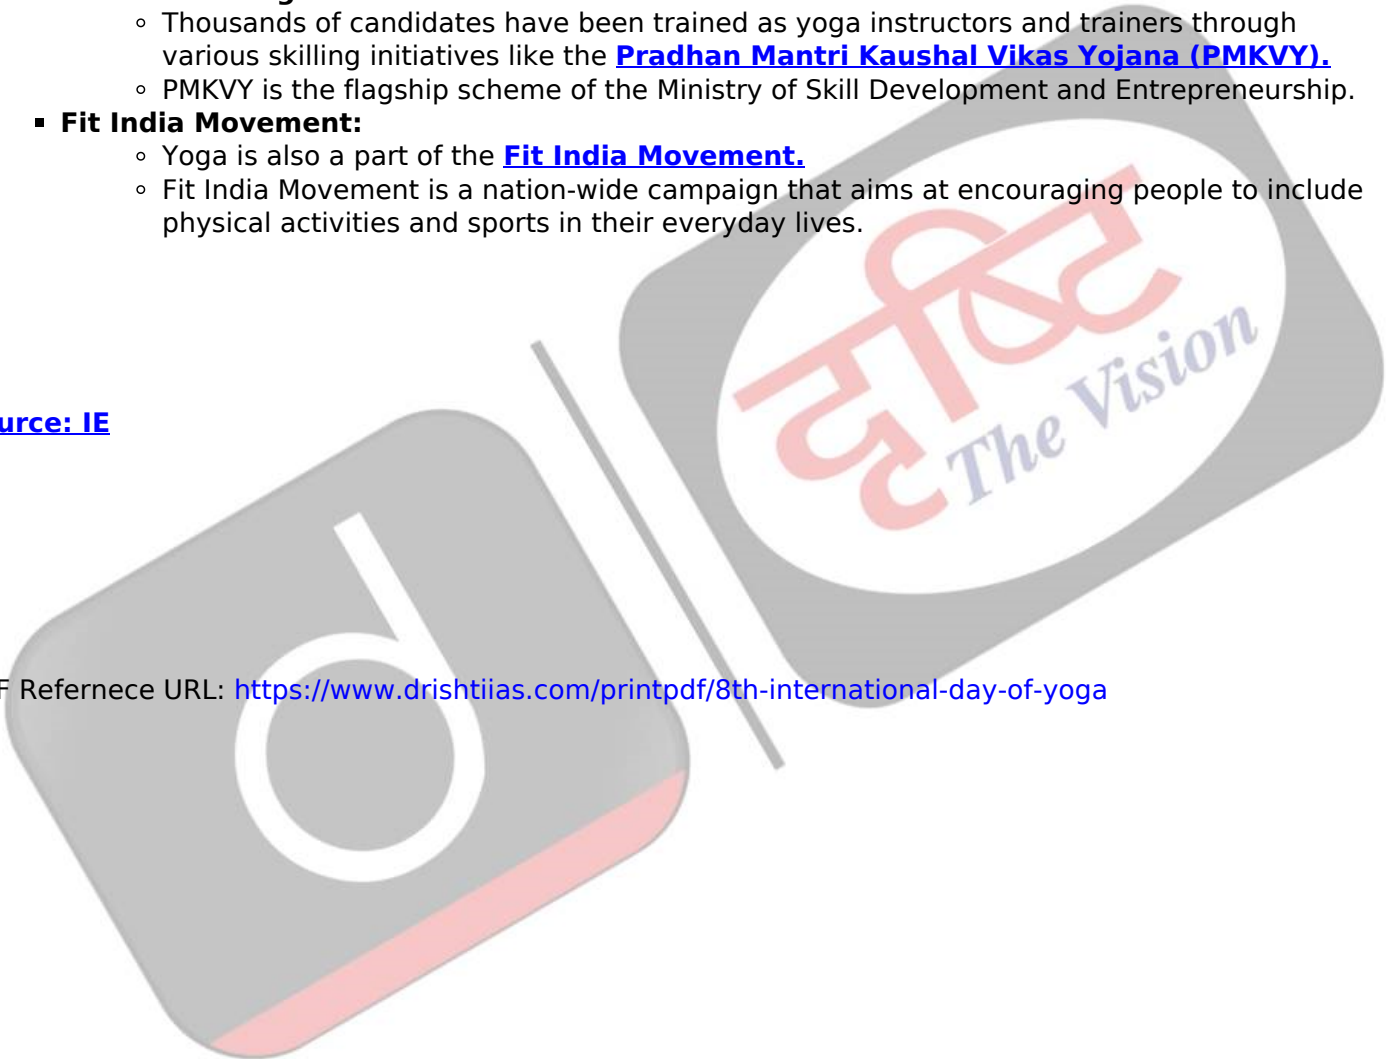 Thousands of candidates have been trained as yoga instructors and trainers through
various skilling initiatives like the Pradhan Mantri Kaushal Vikas Yojana (PMKVY).
PMKVY is the flagship scheme of the Ministry of Skill Development and Entrepreneurship.
Fit India Movement:
Yoga is also a part of the Fit India Movement.
Fit India Movement is a nation-wide campaign that aims at encouraging people to include
physical activities and sports in their everyday lives.
दृष्टि
The Vision
urce: IE
F Refernece URL: https://www.drishtiias.com/printpdf/8th-international-day-of-yoga